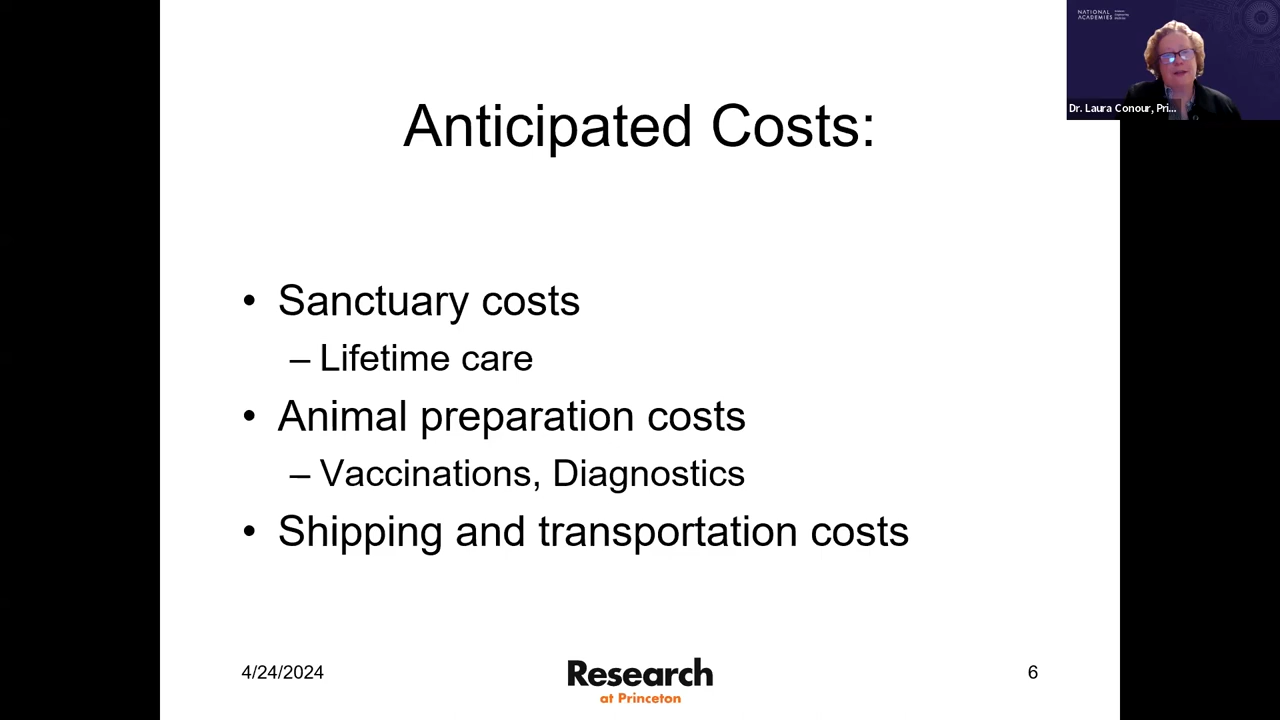 NATIONAL
ACADEMIES
Dr. Laura Conour, Pri...
Anticipated Costs:
• Sanctuary costs
– Lifetime care
• Animal preparation costs
– Vaccinations, Diagnostics
• Shipping and transportation costs
4/24/2024
Research
at Princeton
6